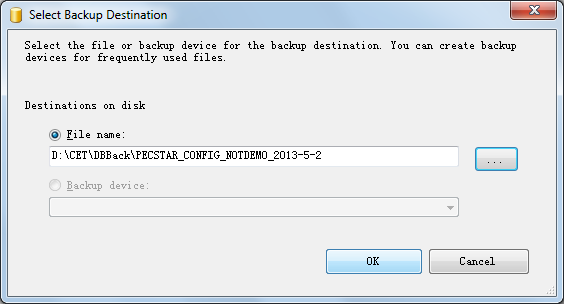 Select Backup Destination
Select the file or backup device for the backup destination. You can create backup
devices for frequently used files.
Destinations on disk
File name:
D:\CET\DBBack\PECSTAR_CONFIG_NOTDEMO_2013-5-2
...
Backup device:
OK
Cancel